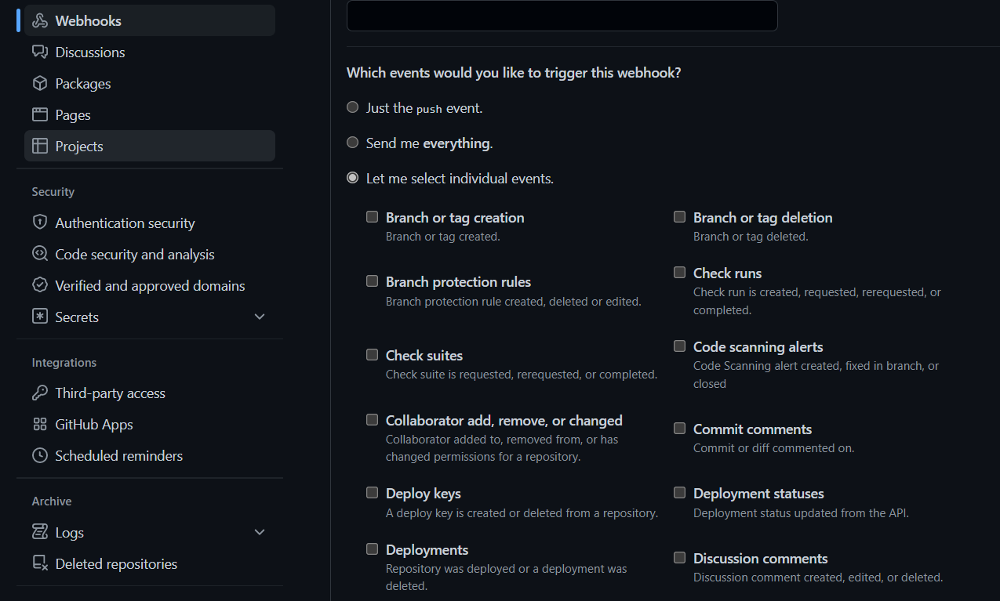 Webhooks
Discussions
Packages
Pages
Projects
Security
Authentication security
Code security and analysis
Verified and approved domains
Secrets
Integrations
Third-party access
GitHub Apps
Scheduled reminders
Archive
Logs
Deleted repositories
Which events would you like to trigger this webhook?
Just the push event.
Send me everything.
Let me select individual events.
Branch or tag creation
Branch or tag created.
Branch or tag deletion
Branch or tag deleted.
Branch protection rules
Branch protection rule created, deleted or edited.
Check runs
Check run is created, requested, rerequested, or
completed.
Check suites
Check suite is requested, rerequested, or completed.
Code scanning alerts
Code Scanning alert created, fixed in branch, or
closed
Collaborator add, remove, or changed
Collaborator added to, removed from, or has
changed permissions for a repository.
Commit comments
Commit or diff commented on.
Deploy keys
A deploy key is created or deleted from a repository.
Deployment statuses
Deployment status updated from the API.
Deployments
Repository was deployed or a deployment was
deleted.
Discussion comments
Discussion comment created, edited, or deleted.